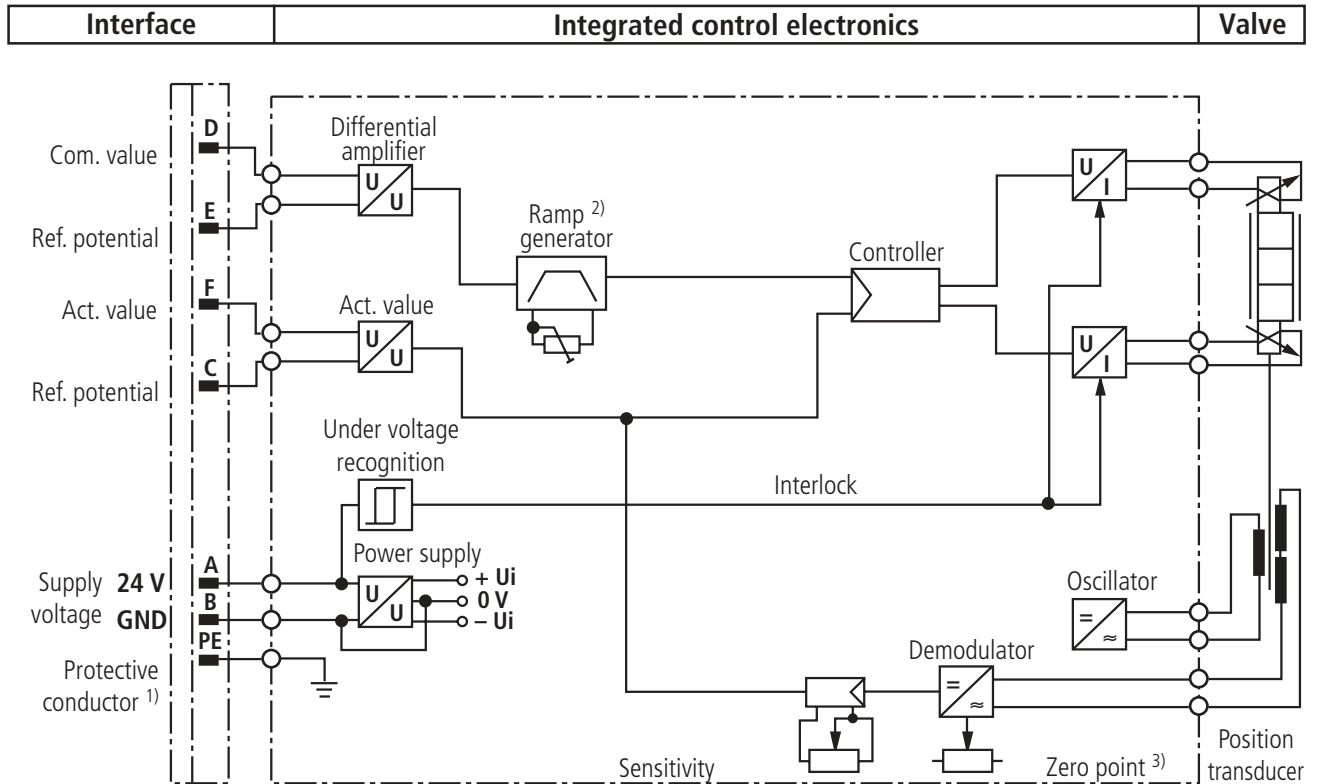 Interface
Integrated control electronics
Valve
Com. value
D
Differential
amplifier
U
U
E
Ref. potential
Ramp 2)
generator
Controller
U
I
F
Act. value
Act. value
U
U
C
Ref. potential
U
I
Under voltage
recognition
Interlock
Power supply
A
Supply 24 V
B
voltage GND
U
U
+ Ui
0 V
– Ui
PE
Protective
conductor 1)
Oscillator
=
≈
Demodulator
=
≈
Sensitivity
Zero point 3)
Position
transducer